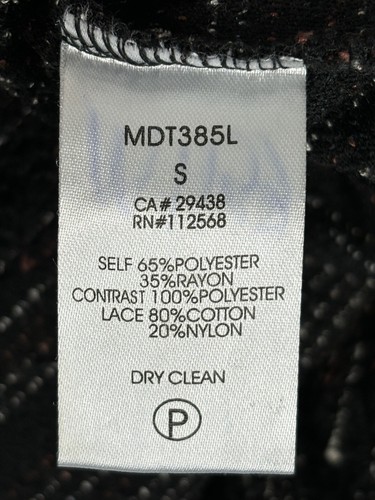 MDT385L
S
CA# 29438
RN#112568
SELF 65%POLYESTER
35%RAYON
CONTRAST 100%POLYESTER
LACE 80%COTTON
20%NYLON
DRY CLEAN
P